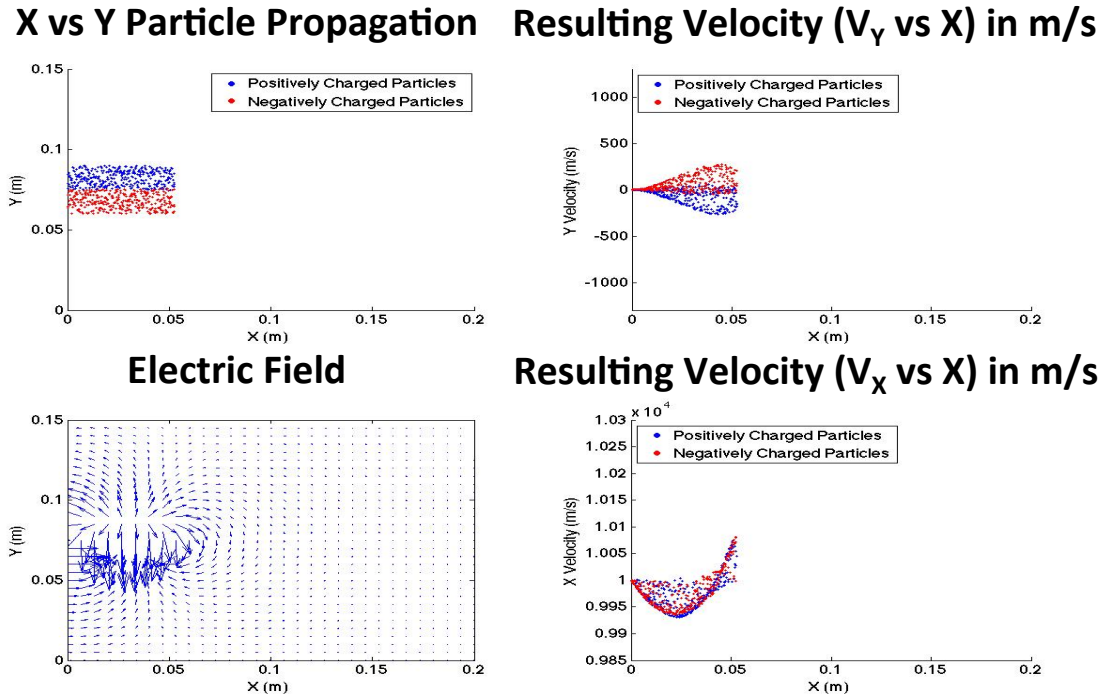 X vs Y Particle Propagation
0.15
0.1
0.05
0
Y (m)
Positively Charged Particles
Negatively Charged Particles
0 0.05 0.1 0.15 0.2
X (m)
Resulting Velocity (VY vs X) in m/s
1000
500
0
-500
-1000
Y Velocity (m/s)
Positively Charged Particles
Negatively Charged Particles
0 0.05 0.1 0.15 0.2
X (m)
Electric Field
0.15
0.1
0.05
0
Y (m)
0 0.05 0.1 0.15 0.2
X (m)
Resulting Velocity (VX vs X) in m/s
x 10^4
1.03
1.025
1.02
1.015
1.01
1.005
1
0.995
0.99
0.985
X Velocity (m/s)
Positively Charged Particles
Negatively Charged Particles
0 0.05 0.1 0.15 0.2
X (m)